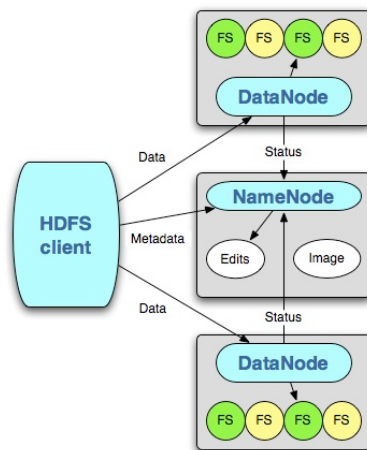 FS FS FS FS
DataNode
Data
Status
HDFS
client
Metadata
NameNode
Edits
Image
Data
Status
DataNode
FS FS FS FS